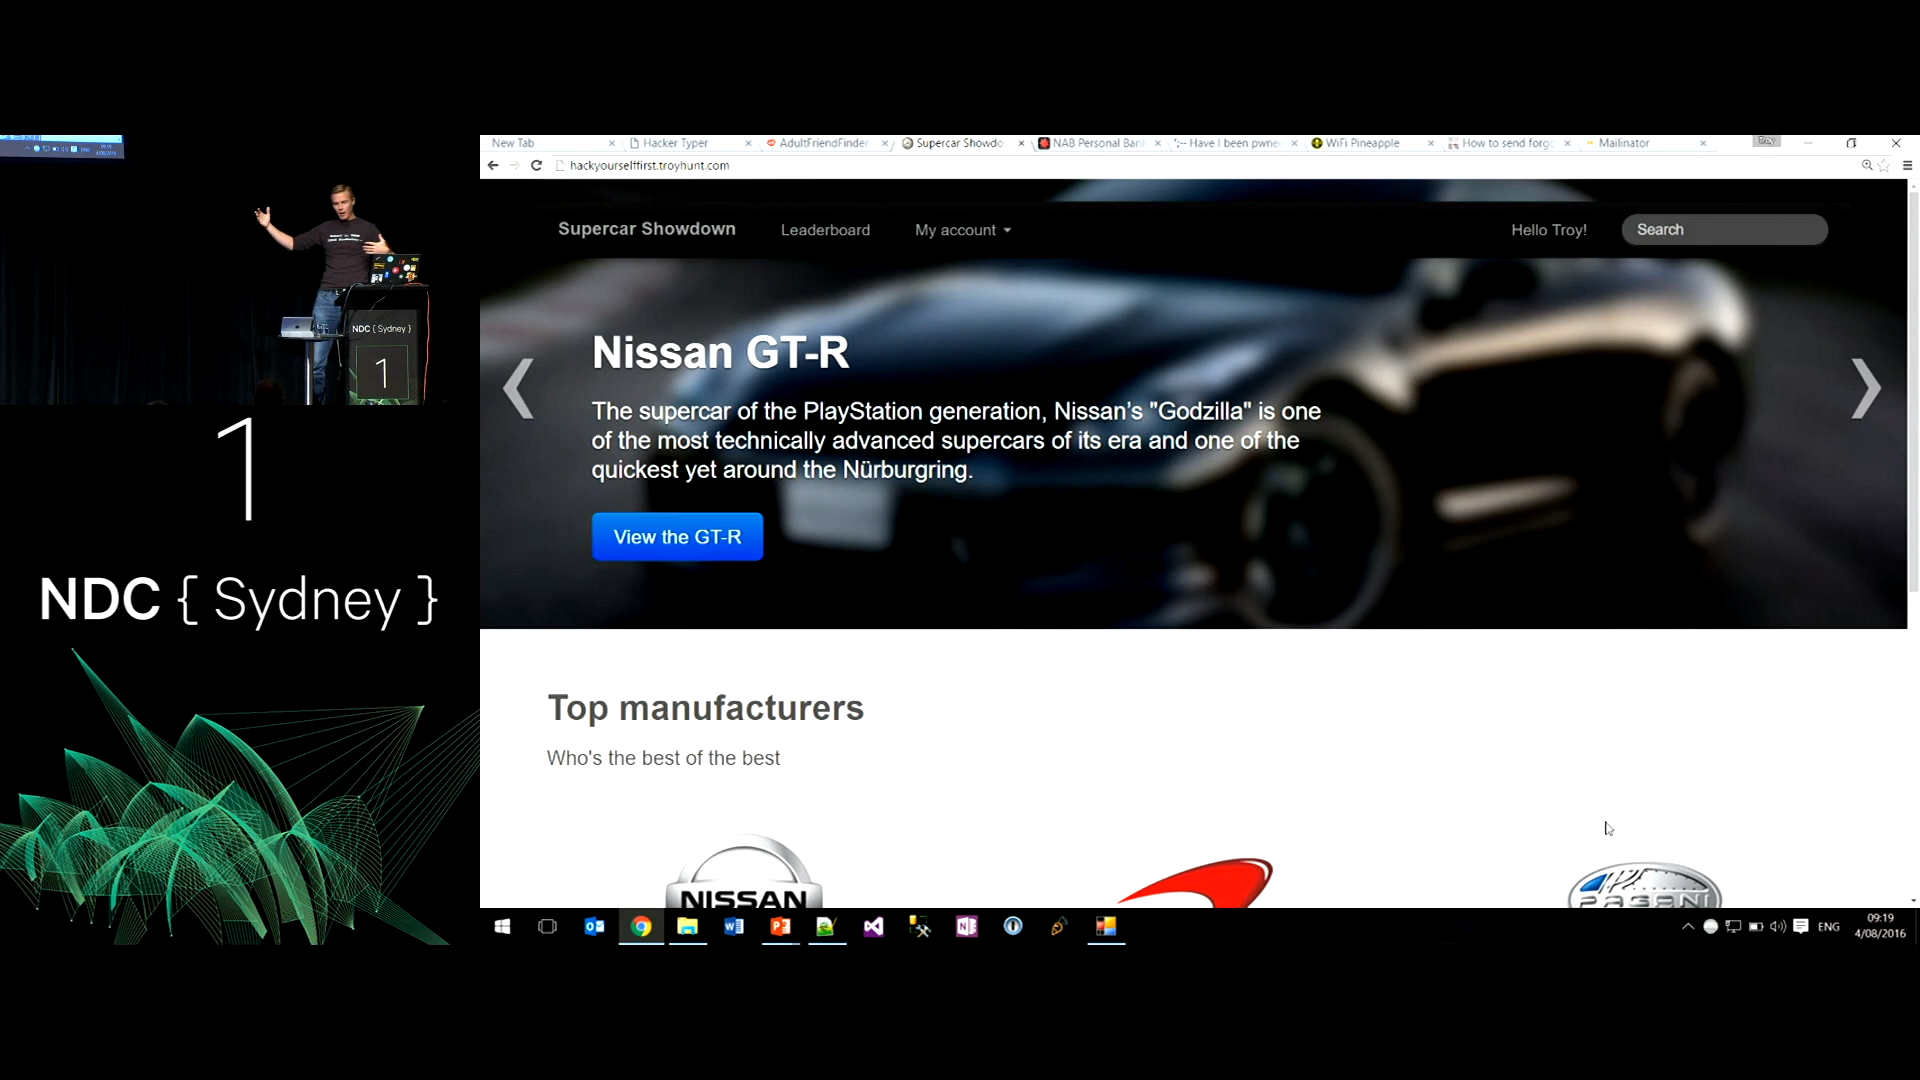 NDC { Sydney }
1
1
NDC { Sydney }
New Tab
Hacker Typer
AdultFriendFinder
Supercar Showdo
NAB Personal Ban
Have I been pwne
WiFi Pineapple
How to send forg
Mailinator
Troy
hackyourselffirst.troyhunt.com
Supercar Showdown
Leaderboard
My account
Hello Troy!
Search
Nissan GT-R
The supercar of the PlayStation generation, Nissan’s "Godzilla" is one
of the most technically advanced supercars of its era and one of the
quickest yet around the Nürburgring.
View the GT-R
Top manufacturers
Who's the best of the best
NISSAN
PAGANI
ENG
09:19
4/08/2016